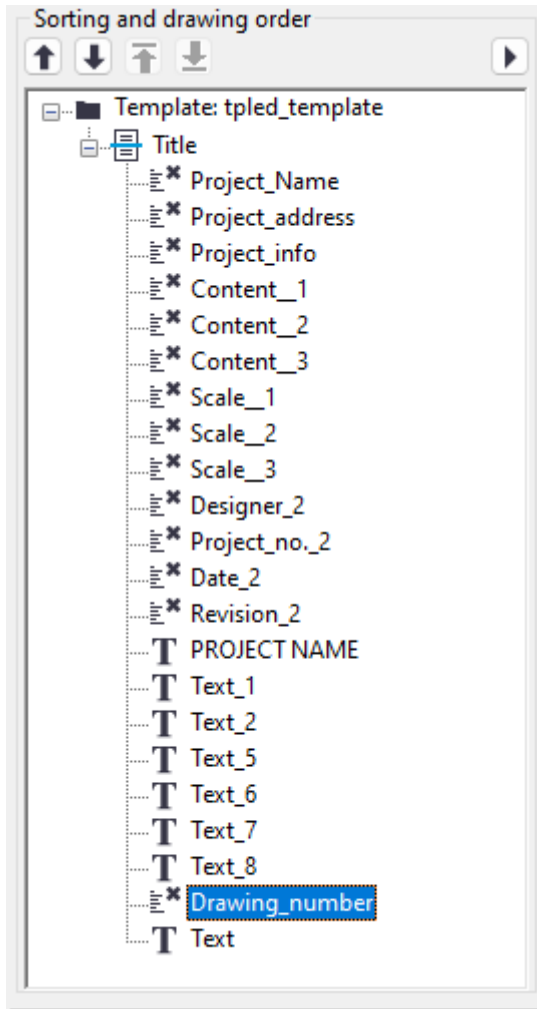 Sorting and drawing order
Template: tpled_template
Title
Project_Name
Project_address
Project_info
Content__1
Content__2
Content__3
Scale__1
Scale__2
Scale__3
Designer_2
Project_no._2
Date_2
Revision_2
PROJECT NAME
Text_1
Text_2
Text_5
Text_6
Text_7
Text_8
Drawing_number
Text